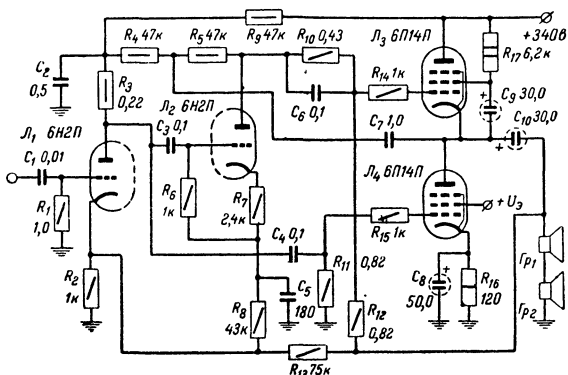 R4 47к
R5 47к
R9 47к
R10 0,43
Л3 6П14П
+340в
R17 6,2к
C2
0,5
R3
0,22
Л2 6Н2П
R14 1к
C9 30,0
C6 0,1
C10 30,0
Л1 6Н2П
C3 0,1
C7 1,0
C1 0,01
Л4 6П14П
R1
1,0
R6
1к
R7
2,4к
+Uэ
C4 0,1
R15 1к
R11 0,82
Гр1
R2
1к
C5
180
C8
50,0
R16
120
Гр2
R8
43к
R12
0,82
R13 75к